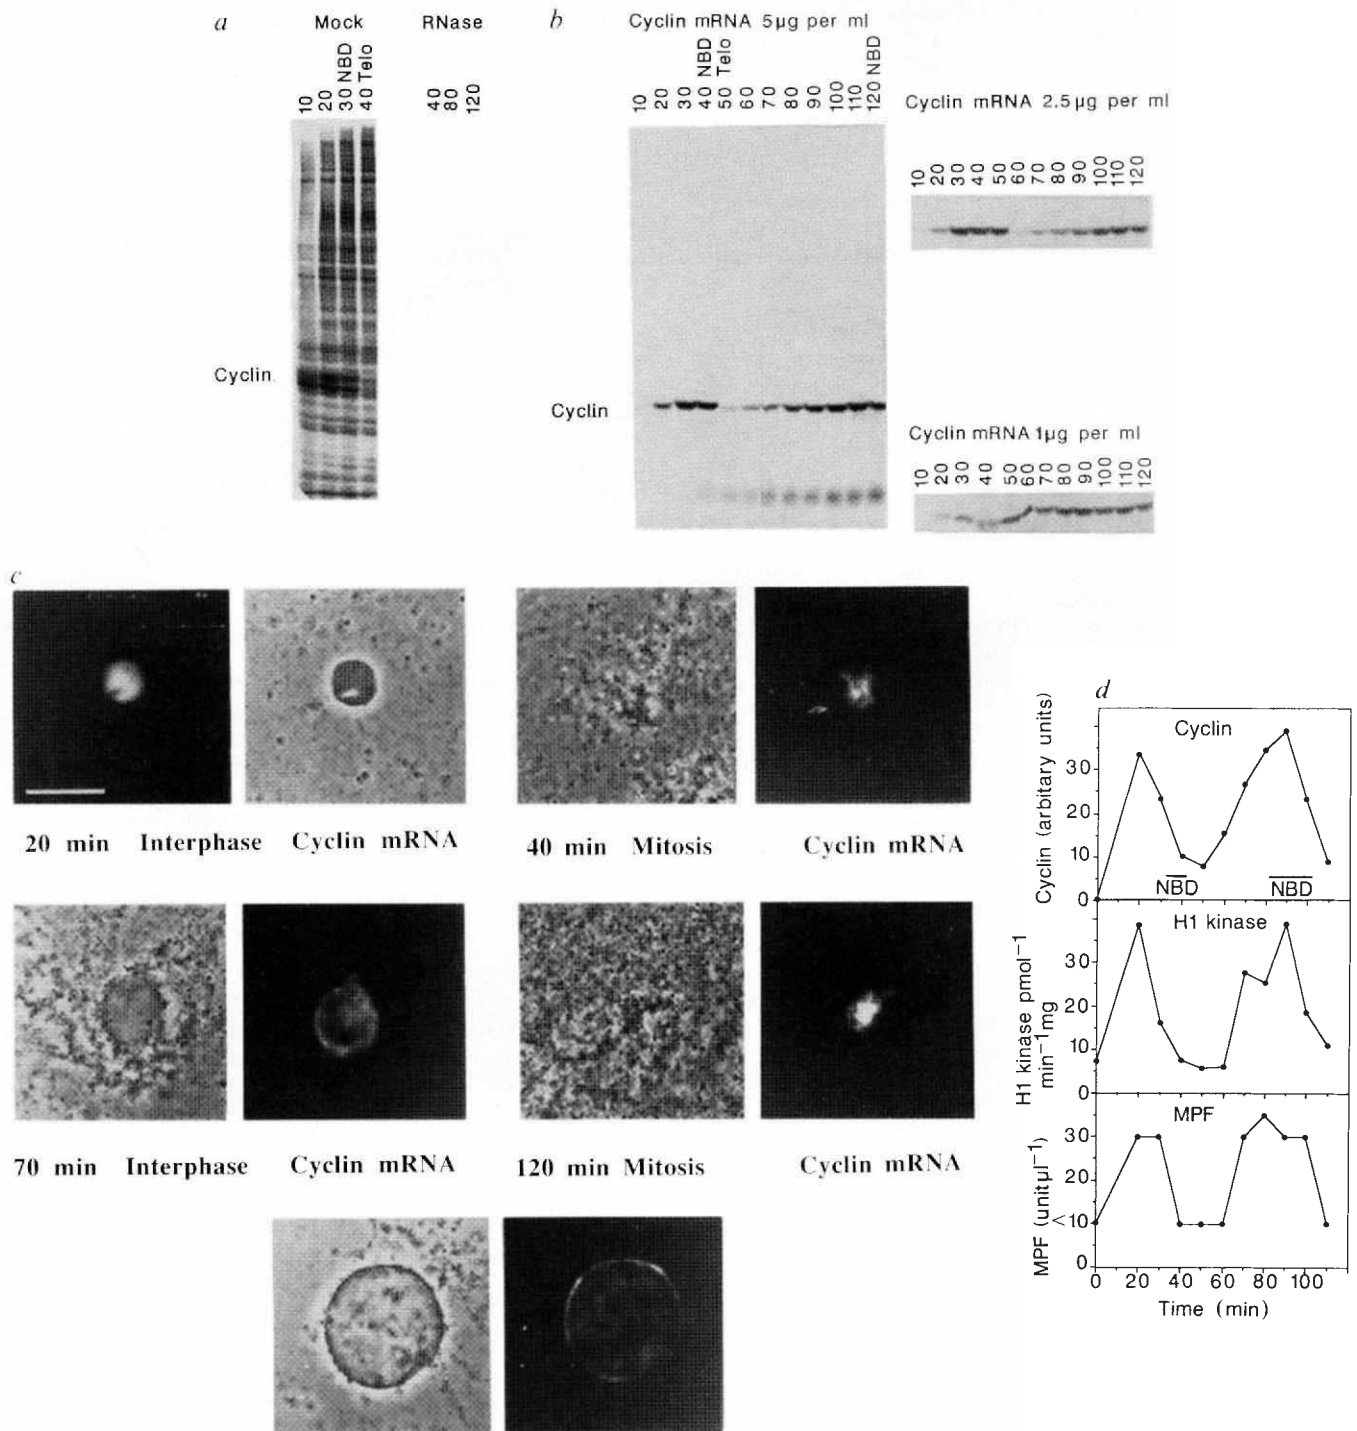 a
Mock RNase
10 20 30 NBD 40 Telo 40 80 120
Cyclin
b
Cyclin mRNA 5µg per ml
10 20 30 40 NBD 50 Telo 60 70 80 90 100 110 120 NBD
Cyclin
Cyclin mRNA 2.5µg per ml
10 20 30 40 50 60 70 80 90 100 110 120
Cyclin mRNA 1µg per ml
10 20 30 40 50 60 70 80 90 100 110 120
c
20 min Interphase Cyclin mRNA
40 min Mitosis Cyclin mRNA
70 min Interphase Cyclin mRNA
120 min Mitosis Cyclin mRNA
d
Cyclin (arbitary units)
30
20
10
0
Cyclin
NBD NBD
H1 kinase pmol⁻¹
min⁻¹mg
30
20
10
0
H1 kinase
MPF (unitµl⁻¹)
30
20
<10
0
MPF
0 20 40 60 80 100
Time (min)